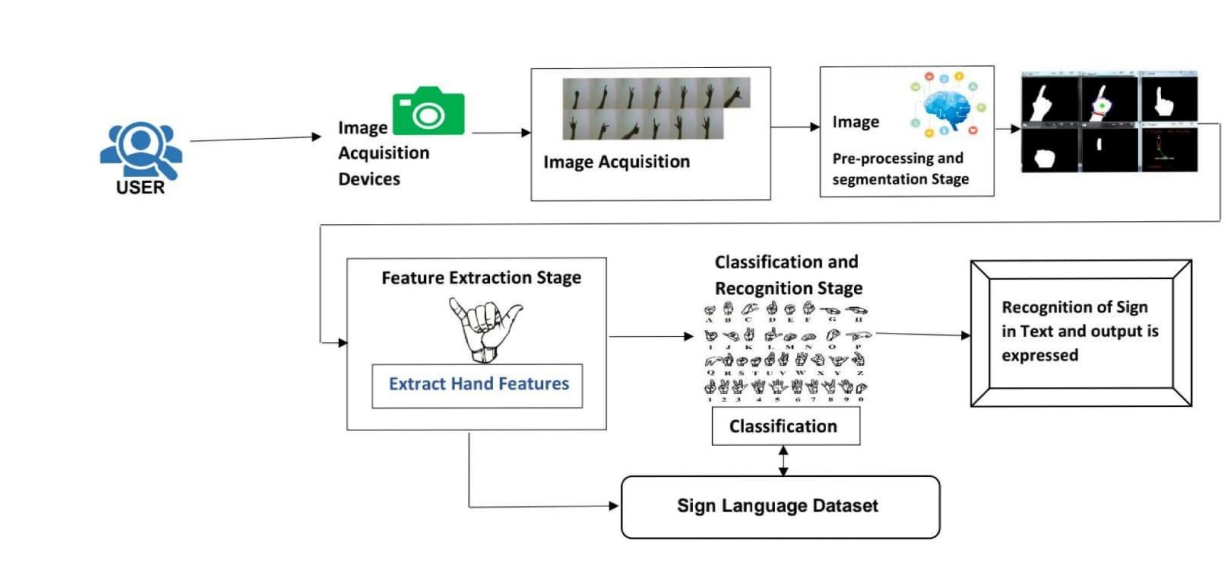 USER
Image
Acquisition
Devices
Image Acquisition
Image
Pre-processing and
segmentation Stage
Feature Extraction Stage
Extract Hand Features
Classification and
Recognition Stage
A B C D E F G H
I J K L M N O P
Q R S T U V W X Y Z
1 2 3 4 5 6 7 8 9 0
Classification
Recognition of Sign
in Text and output is
expressed
Sign Language Dataset